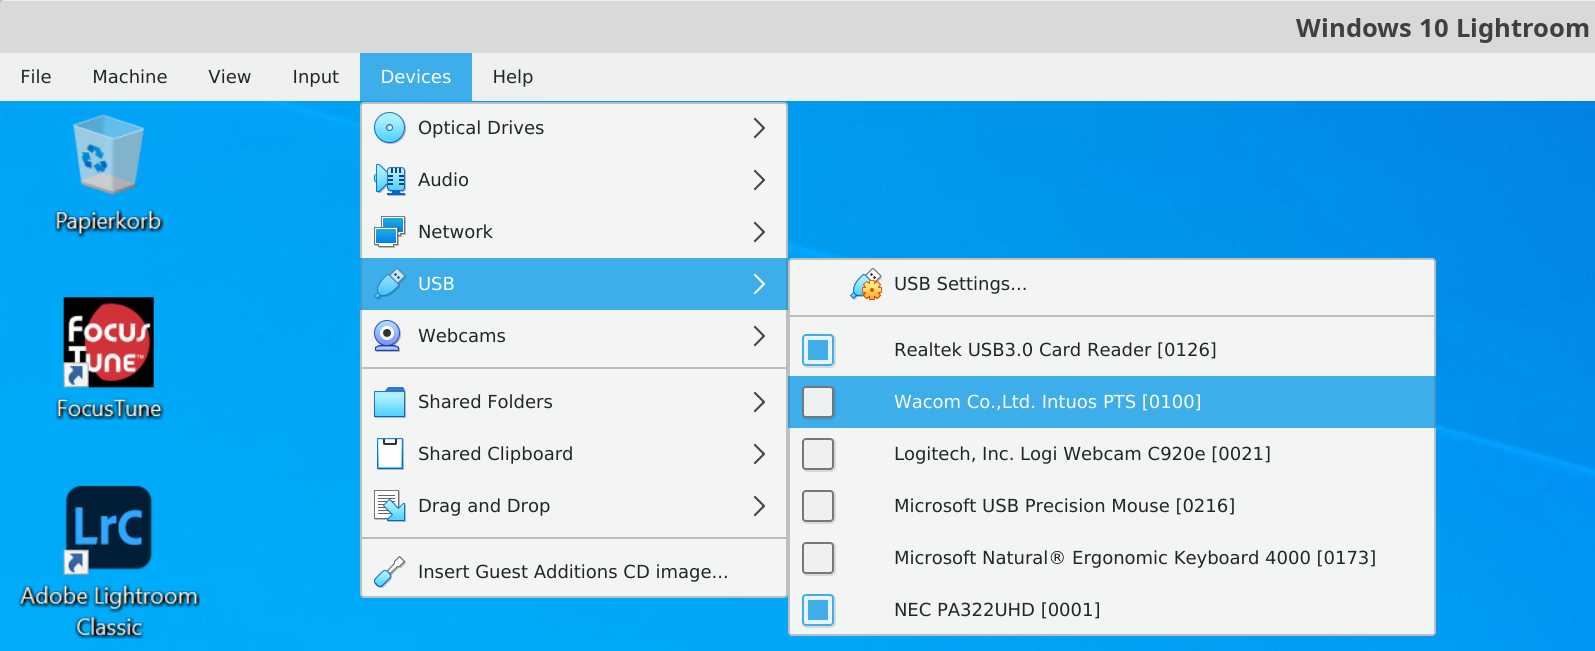 Windows 10 Lightroom
File Machine View Input Devices Help
Papierkorb
FOCUS
TUNE™
FocusTune
LrC
Adobe Lightroom
Classic
Optical Drives
Audio
Network
USB
Webcams
Shared Folders
Shared Clipboard
Drag and Drop
Insert Guest Additions CD image...
USB Settings...
Realtek USB3.0 Card Reader [0126]
Wacom Co.,Ltd. Intuos PTS [0100]
Logitech, Inc. Logi Webcam C920e [0021]
Microsoft USB Precision Mouse [0216]
Microsoft Natural® Ergonomic Keyboard 4000 [0173]
NEC PA322UHD [0001]